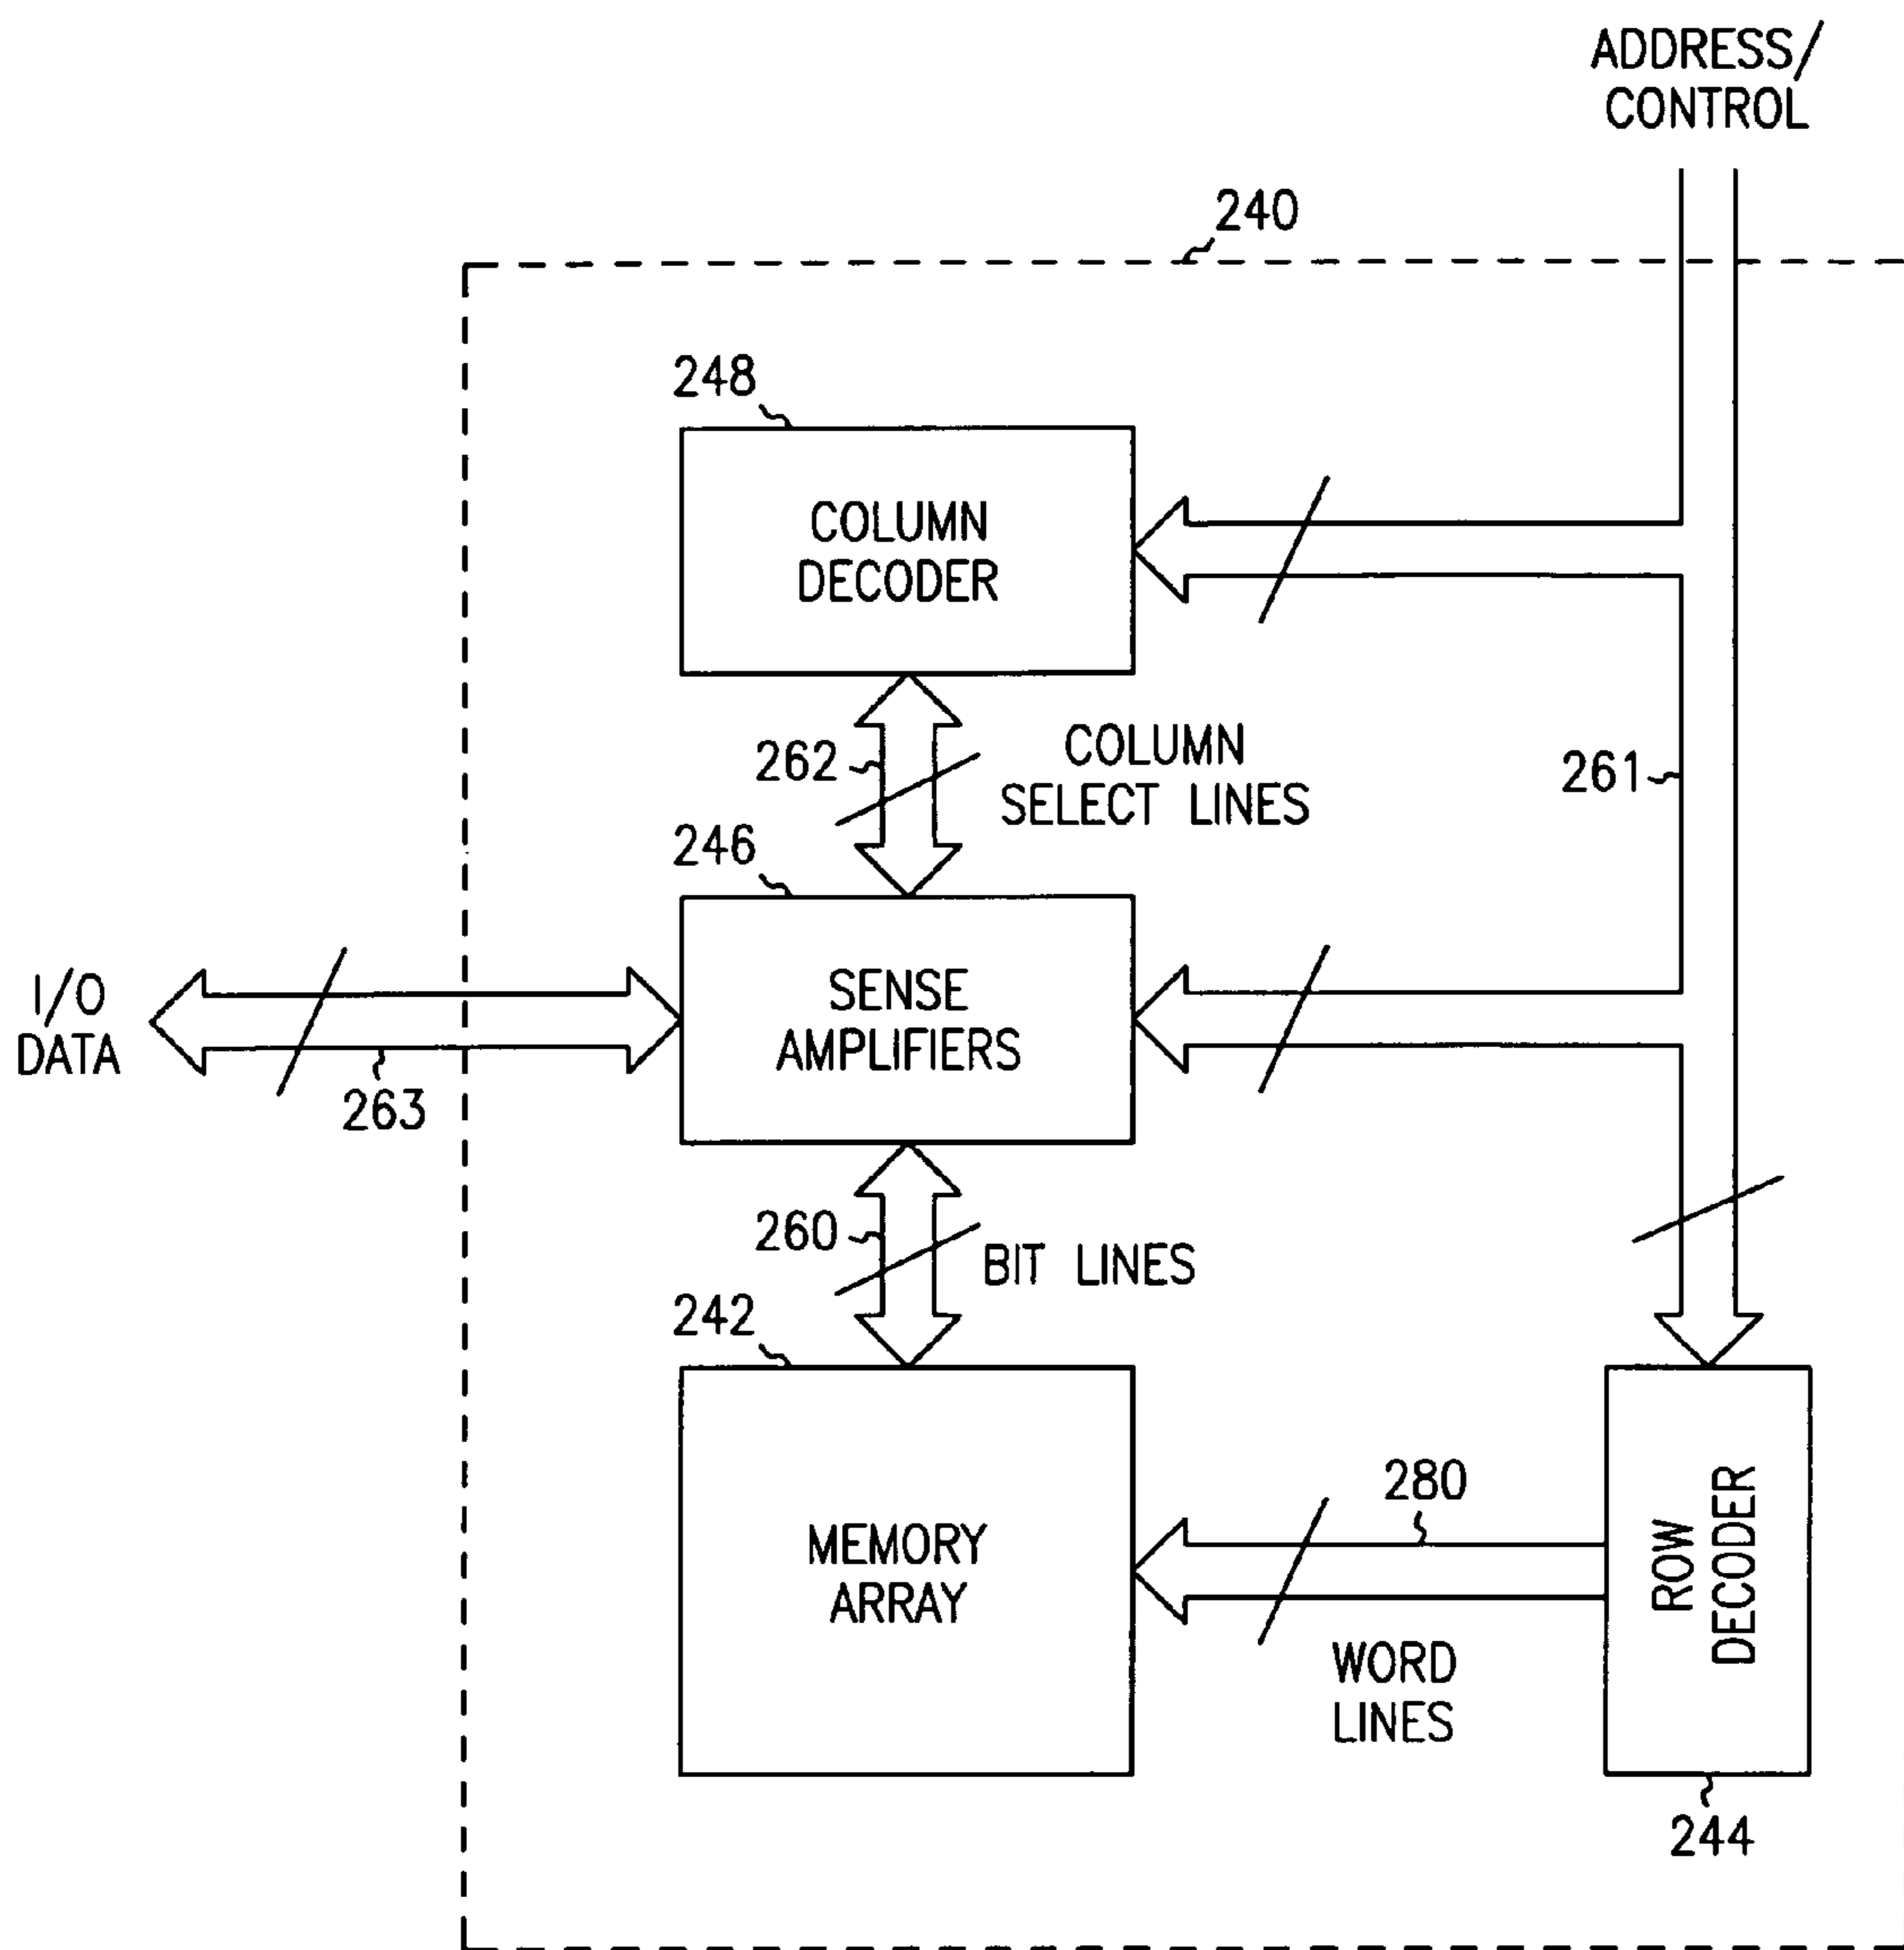 ADDRESS/
CONTROL
240
248
COLUMN
DECODER
262
COLUMN
SELECT LINES
261
246
I/O
DATA
SENSE
AMPLIFIERS
263
260
BIT LINES
242
280
MEMORY
ARRAY
ROW
DECODER
WORD
LINES
244